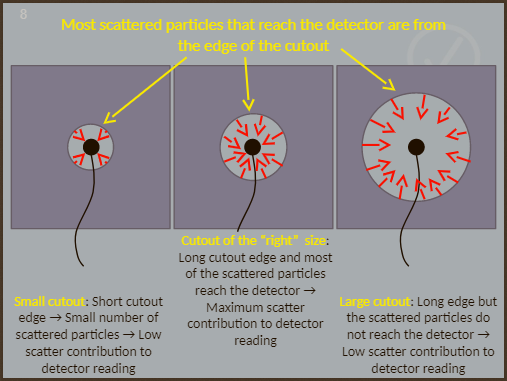 8
Most scattered particles that reach the detector are from
the edge of the cutout
Small cutout: Short cutout
edge → Small number of
scattered particles → Low
scatter contribution to
detector reading
Cutout of the "right" size:
Long cutout edge and most
of the scattered particles
reach the detector →
Maximum scatter
contribution to detector
reading
Large cutout: Long edge but
the scattered particles do
not reach the detector →
Low scatter contribution to
detector reading